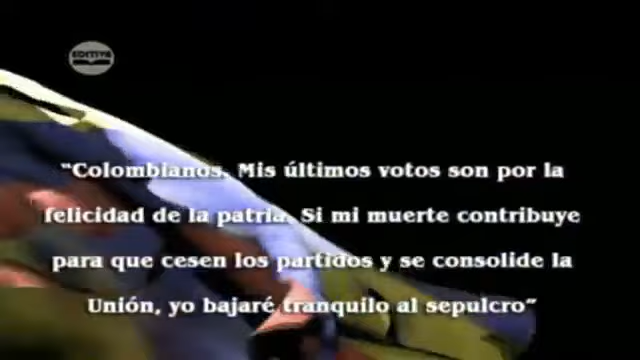 EDITIVE
“Colombianos. Mis últimos votos son por la
felicidad de la patria. Si mi muerte contribuye
para que cesen los partidos y se consolide la
Unión, yo bajaré tranquilo al sepulcro”